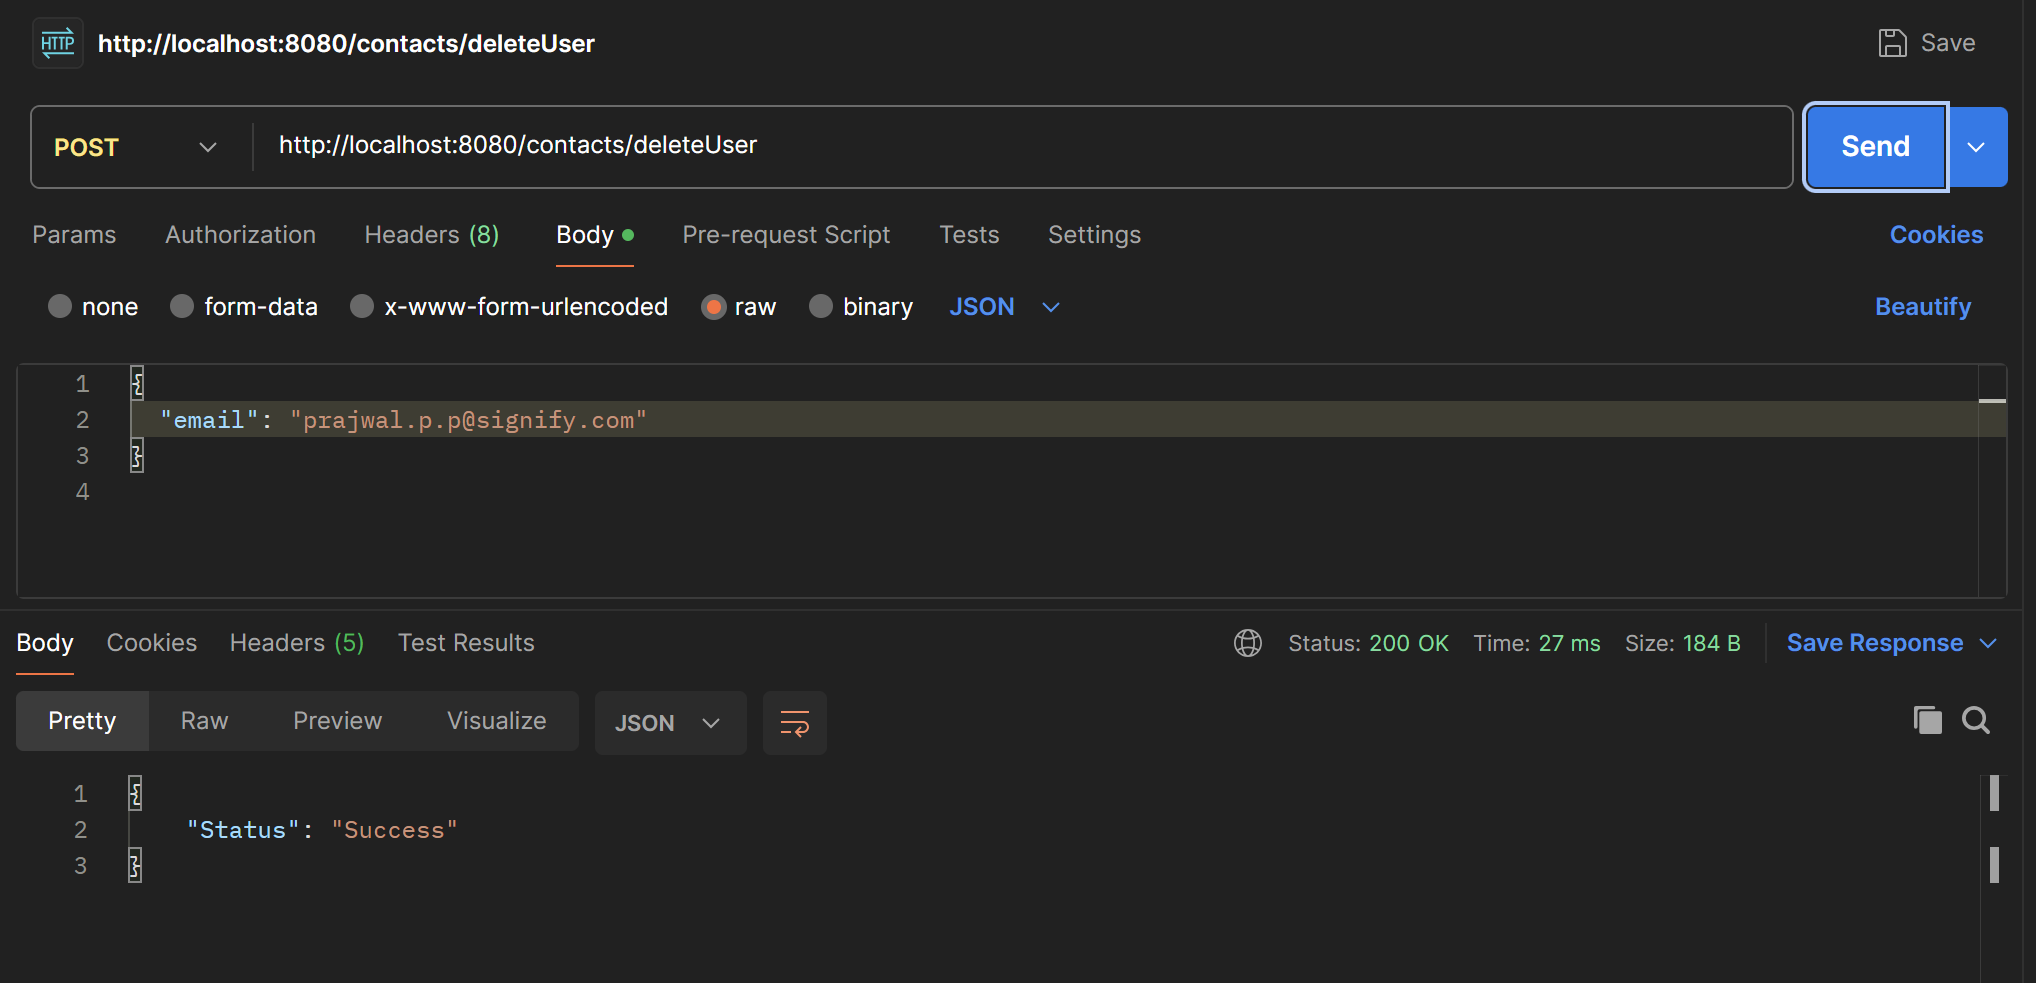 HTTP http://localhost:8080/contacts/deleteUser Save
POST http://localhost:8080/contacts/deleteUser Send
Params Authorization Headers (8) Body Pre-request Script Tests Settings Cookies
none form-data x-www-form-urlencoded raw binary JSON Beautify
1 {
2 "email": "prajwal.p.p@signify.com"
3 }
4
Body Cookies Headers (5) Test Results Status: 200 OK Time: 27 ms Size: 184 B Save Response
Pretty Raw Preview Visualize JSON
1 {
2 "Status": "Success"
3 }